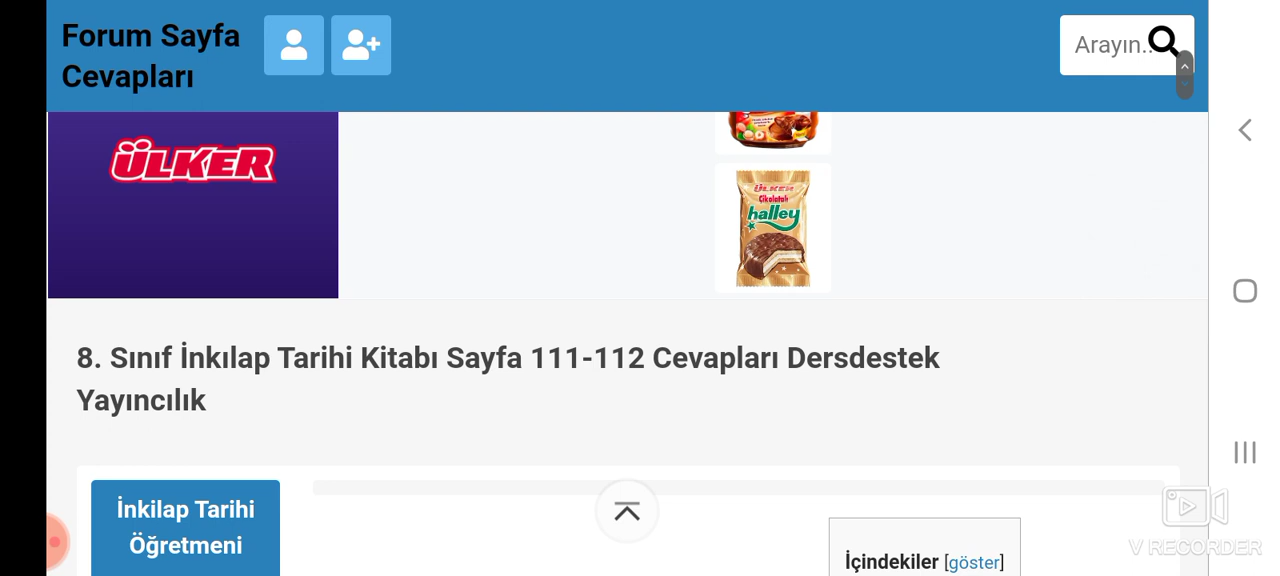 Forum Sayfa
Cevapları
Arayın..
ÜLKER
ÜLKER
Çikolatalı
halley
8. Sınıf İnkılap Tarihi Kitabı Sayfa 111-112 Cevapları Dersdestek
Yayıncılık
İnkilap Tarihi
Öğretmeni
İçindekiler [göster]
V RECORDER